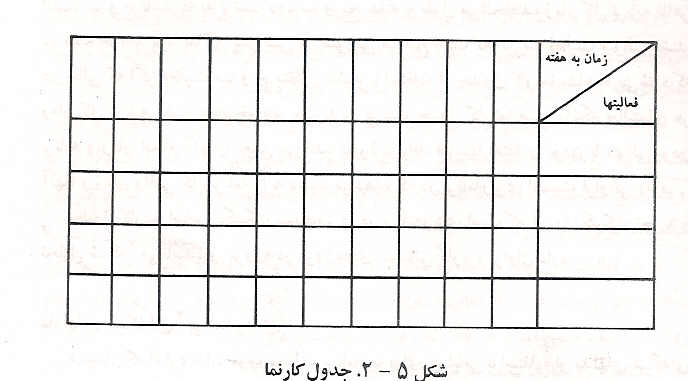 زمان به هفته
فعالیتها
شکل ۵ - ۲. جدول کارنما